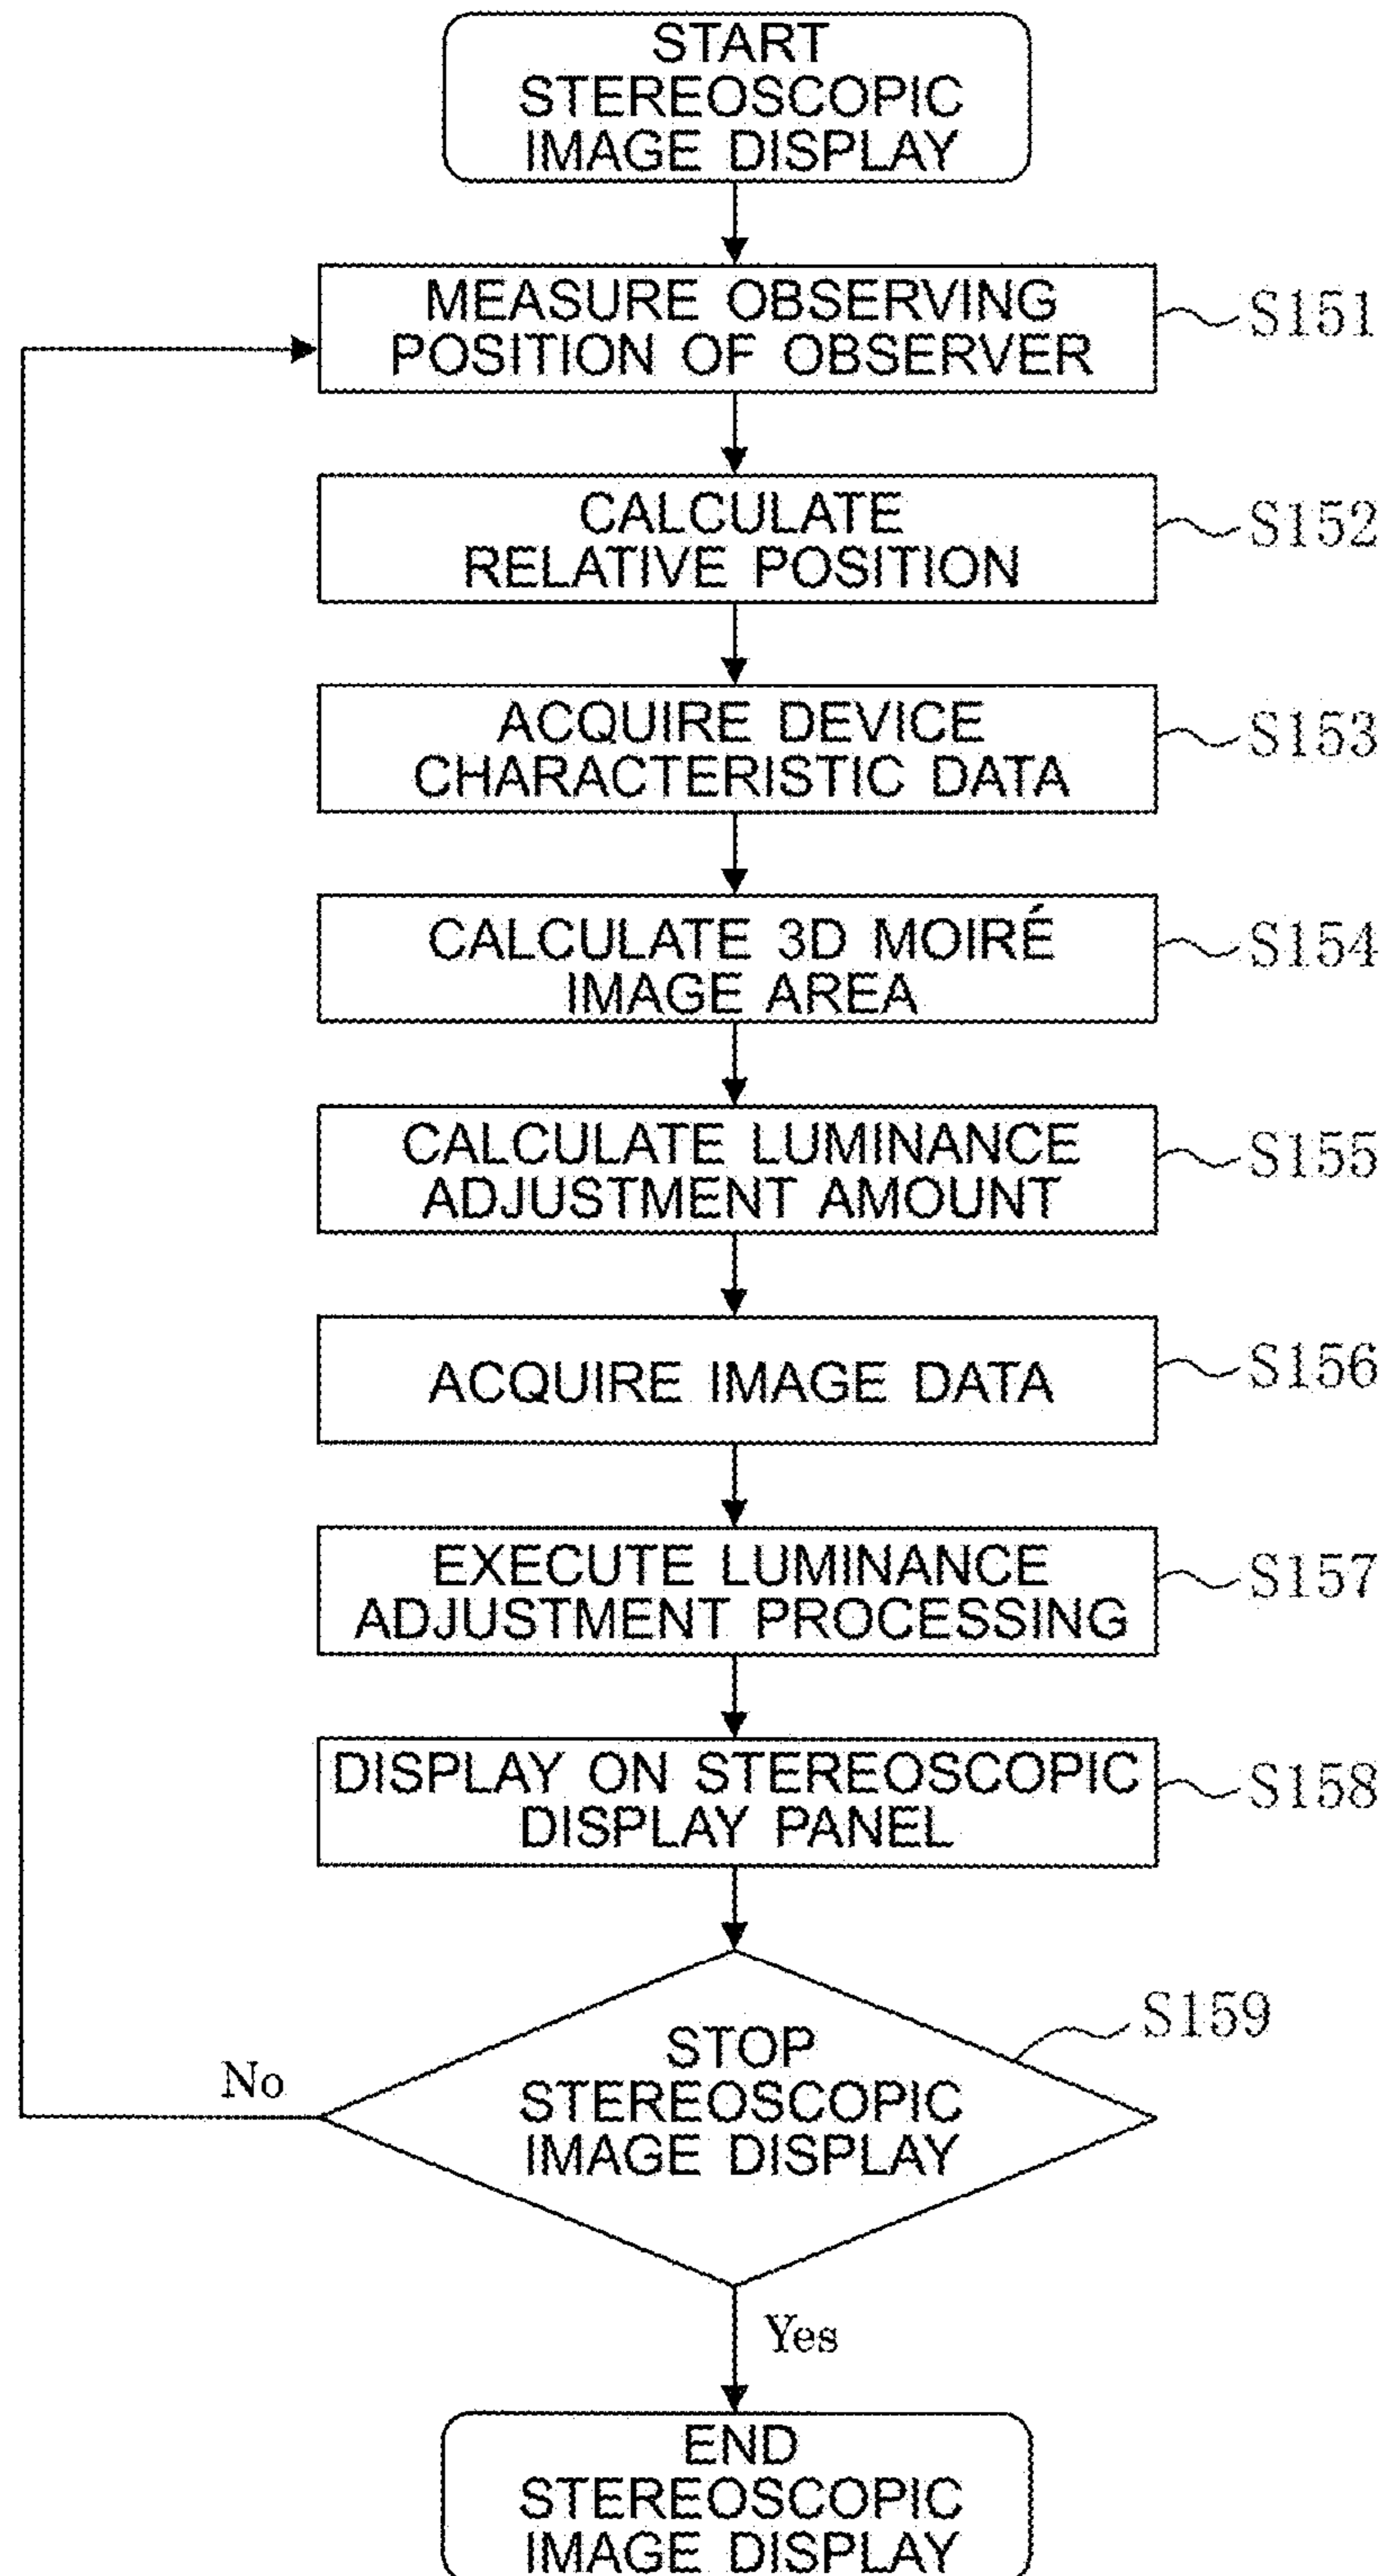 START
STEREOSCOPIC
IMAGE DISPLAY
MEASURE OBSERVING
POSITION OF OBSERVER
S151
CALCULATE
RELATIVE POSITION
S152
ACQUIRE DEVICE
CHARACTERISTIC DATA
S153
CALCULATE 3D MOIRÉ
IMAGE AREA
S154
CALCULATE LUMINANCE
ADJUSTMENT AMOUNT
S155
ACQUIRE IMAGE DATA
S156
EXECUTE LUMINANCE
ADJUSTMENT PROCESSING
S157
DISPLAY ON STEREOSCOPIC
DISPLAY PANEL
S158
STOP
STEREOSCOPIC
IMAGE DISPLAY
S159
No
Yes
END
STEREOSCOPIC
IMAGE DISPLAY